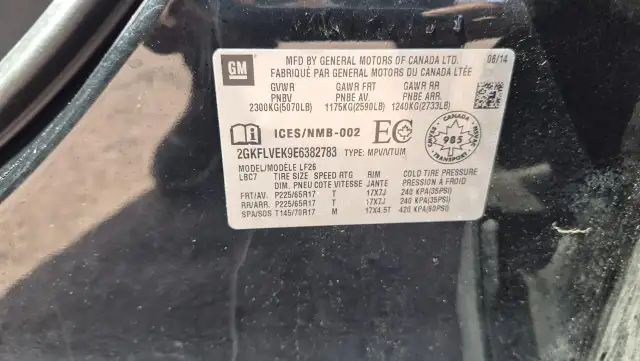 GM
MFD BY GENERAL MOTORS OF CANADA LTD. 06/14
FABRIQUÉ PAR GENERAL MOTORS DU CANADA LTÉE
GVWR GAWR FRT GAWR RR
PNBV PNBE AV. PNBE ARR.
2300KG(5070LB) 1175KG(2590LB) 1240KG(2733LB)
ICES/NMB-002 EC
CANADA
985
2GKFLVEK9E6382783 TYPE: MPV/VTUM
MODEL/MODÈLE LF26
L8C7 TIRE SIZE SPEED RTG RIM COLD TIRE PRESSURE
DIM. PNEU COTE VITESSE JANTE PRESSION À FROID
FRT/AV. P225/65R17 T 17X7J 240 KPA(35PSI)
RR/ARR. P225/65R17 T 17X7J 240 KPA(35PSI)
SPA/SOS T145/70R17 M 17X4.5T 420 KPA(60PSI)